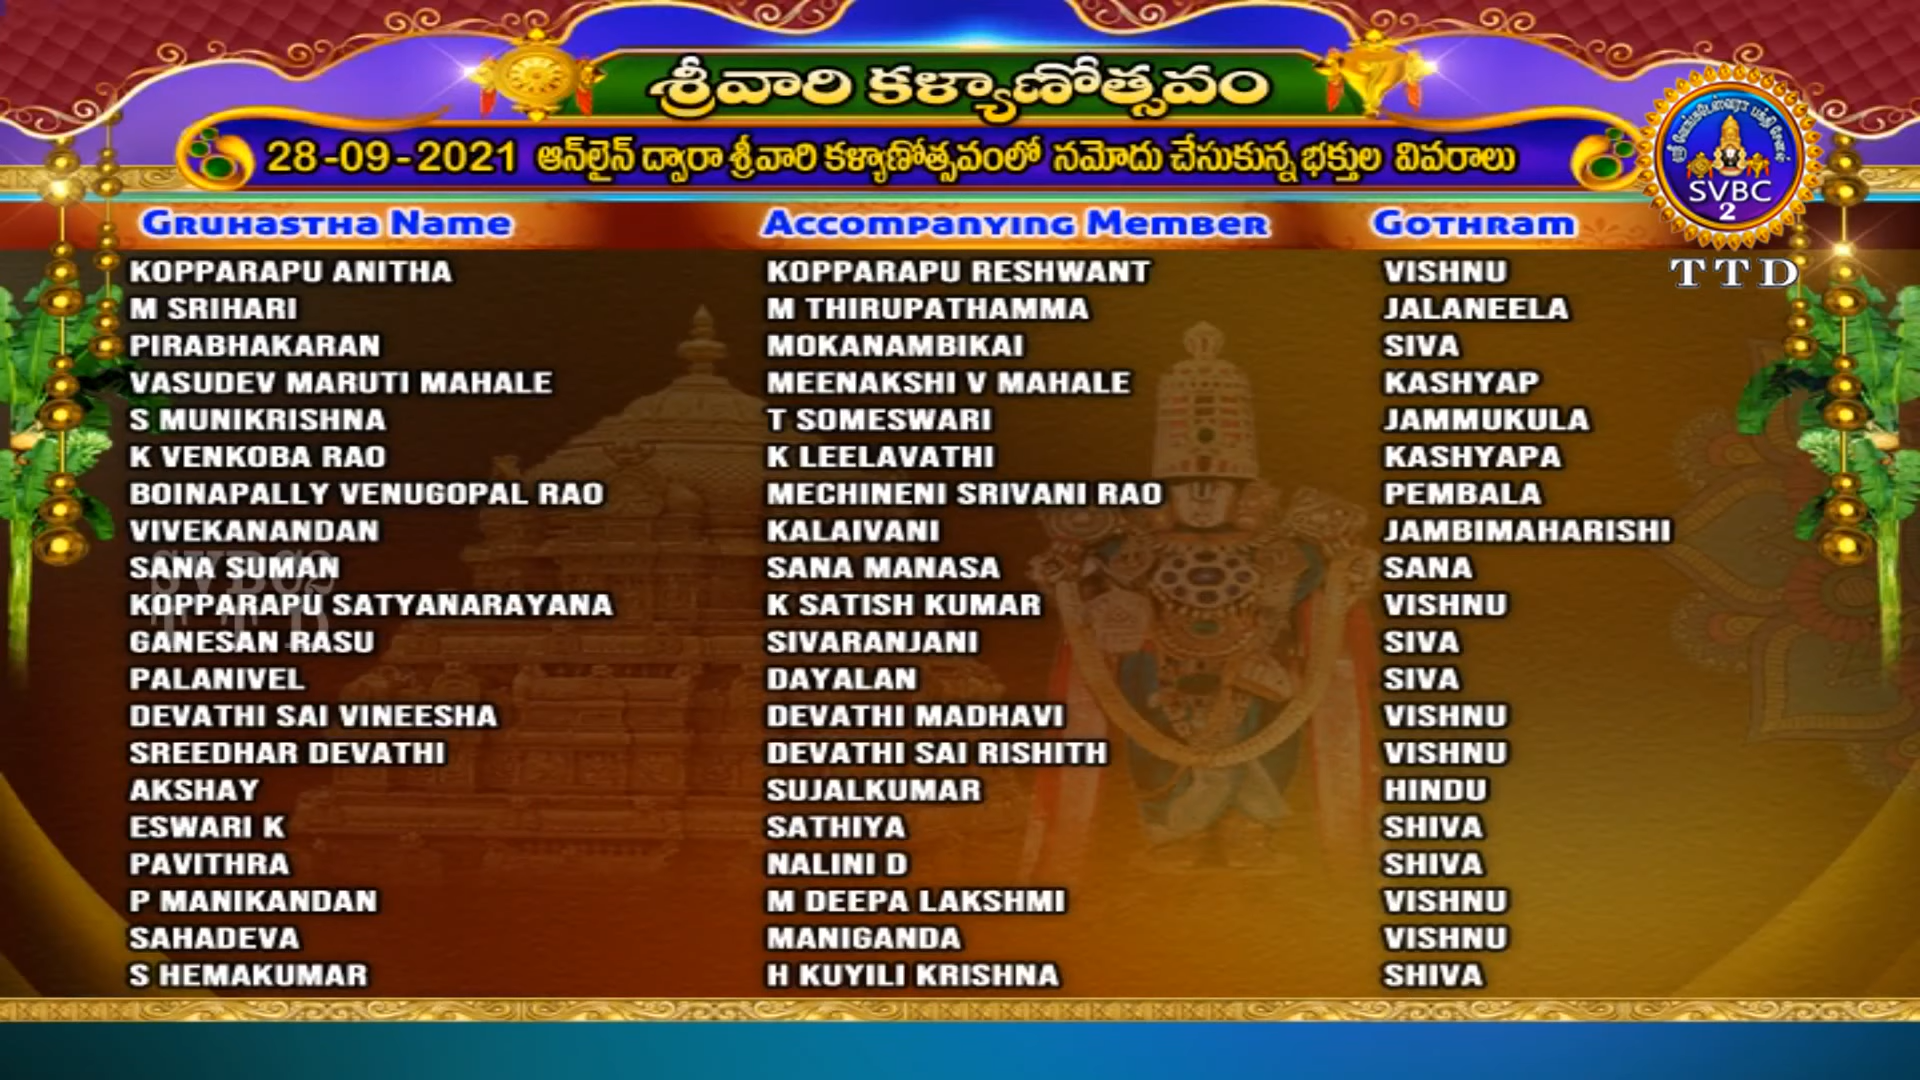 శ్రీవారి కళ్యాణోత్సవం
28-09-2021 ఆన్‌లైన్ ద్వారా శ్రీవారి కళ్యాణోత్సవంలో నమోదు చేసుకున్న భక్తుల వివరాలు
SVBC
2
TTD
Gruhastha Name Accompanying Member Gothram
KOPPARAPU ANITHA KOPPARAPU RESHWANT VISHNU
M SRIHARI M THIRUPATHAMMA JALANEELA
PIRABHAKARAN MOKANAMBIKAI SIVA
VASUDEV MARUTI MAHALE MEENAKSHI V MAHALE KASHYAP
S MUNIKRISHNA T SOMESWARI JAMMUKULA
K VENKOBA RAO K LEELAVATHI KASHYAPA
BOINAPALLY VENUGOPAL RAO MECHINENI SRIVANI RAO PEMBALA
VIVEKANANDAN KALAIVANI JAMBIMAHARISHI
SANA SUMAN SANA MANASA SANA
KOPPARAPU SATYANARAYANA K SATISH KUMAR VISHNU
GANESAN RASU SIVARANJANI SIVA
PALANIVEL DAYALAN SIVA
DEVATHI SAI VINEESHA DEVATHI MADHAVI VISHNU
SREEDHAR DEVATHI DEVATHI SAI RISHITH VISHNU
AKSHAY SUJALKUMAR HINDU
ESWARI K SATHIYA SHIVA
PAVITHRA NALINI D SHIVA
P MANIKANDAN M DEEPA LAKSHMI VISHNU
SAHADEVA MANIGANDA VISHNU
S HEMAKUMAR H KUYILI KRISHNA SHIVA